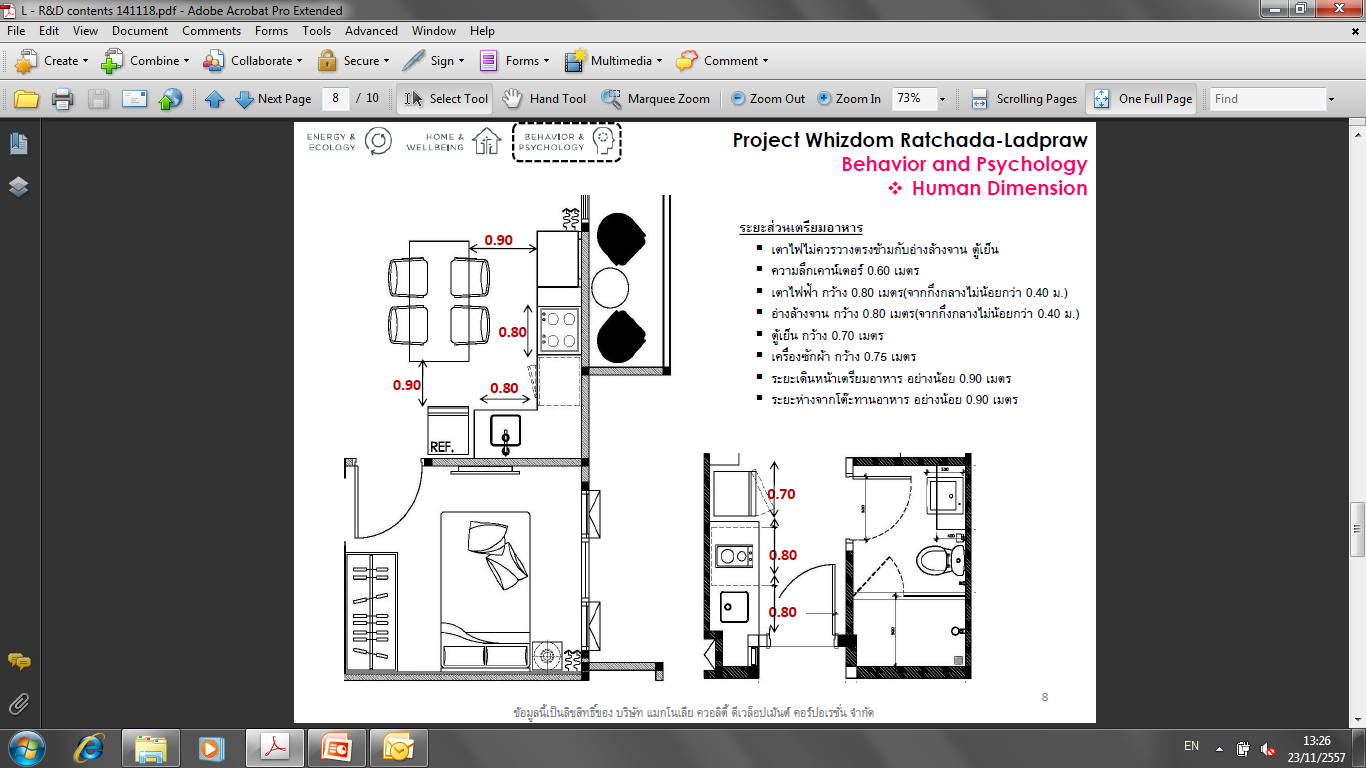 L - R&D contents 141118.pdf - Adobe Acrobat Pro Extended
File Edit View Document Comments Forms Tools Advanced Window Help
Create Combine Collaborate Secure Sign Forms Multimedia Comment
Next Page 8 / 10 Select Tool Hand Tool Marquee Zoom Zoom Out Zoom In 73% Scrolling Pages One Full Page Find
ENERGY & ECOLOGY
HOME & WELLBEING
BEHAVIOR & PSYCHOLOGY
Project Whizdom Ratchada-Ladpraw
Behavior and Psychology
❖ Human Dimension
ระยะส่วนเตรียมอาหาร
▪ เตาไฟไม่ควรวางตรงข้ามกับอ่างล้างจาน ตู้เย็น
▪ ความลึกเคาน์เตอร์ 0.60 เมตร
▪ เตาไฟฟ้า กว้าง 0.80 เมตร(จากกึ่งกลางไม่น้อยกว่า 0.40 ม.)
▪ อ่างล้างจาน กว้าง 0.80 เมตร(จากกึ่งกลางไม่น้อยกว่า 0.40 ม.)
▪ ตู้เย็น กว้าง 0.70 เมตร
▪ เครื่องซักผ้า กว้าง 0.75 เมตร
▪ ระยะเดินหน้าเตรียมอาหาร อย่างน้อย 0.90 เมตร
▪ ระยะห่างจากโต๊ะทานอาหาร อย่างน้อย 0.90 เมตร
0.90
0.80
0.90
0.80
REF.
0.70
0.80
0.80
8
ข้อมูลนี้เป็นลิขสิทธิ์ของ บริษัท แมกโนเลีย ควอลิตี้ ดีเวล็อปเม้นต์ คอร์ปอเรชั่น จำกัด
EN
13:26
23/11/2557